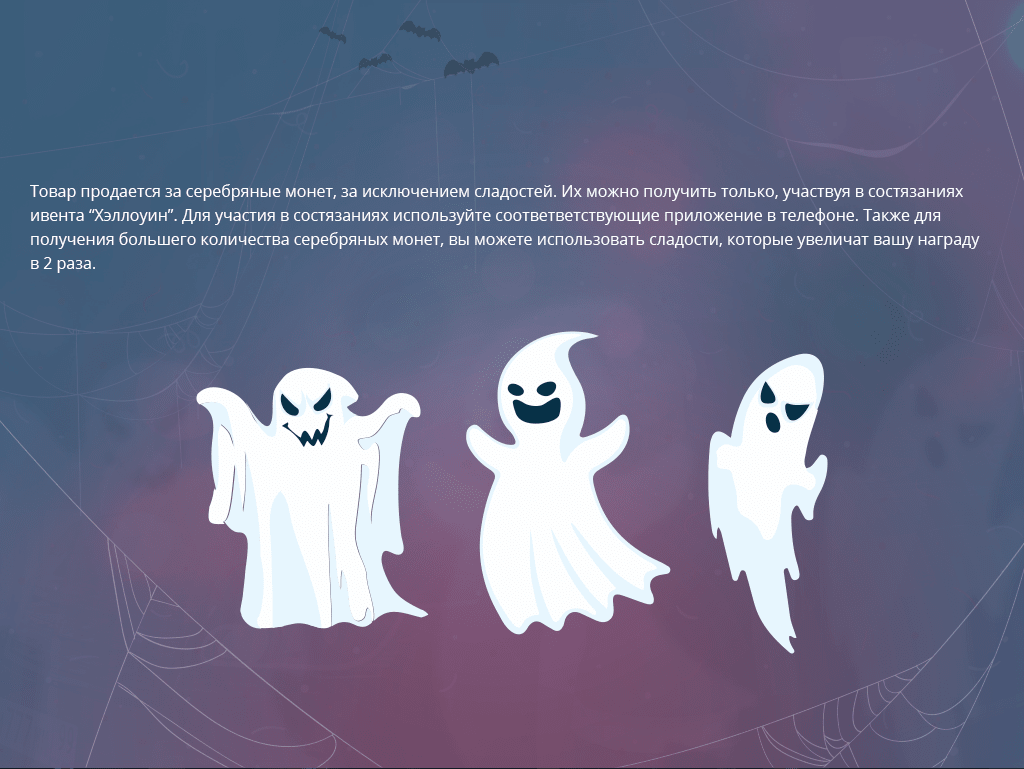 Товар продается за серебряные монет, за исключением сладостей. Их можно получить только, участвуя в состязаниях
ивента “Хэллоуин”. Для участия в состязаниях используйте соответветствующие приложение в телефоне. Также для
получения большего количества серебряных монет, вы можете использовать сладости, которые увеличат вашу награду
в 2 раза.